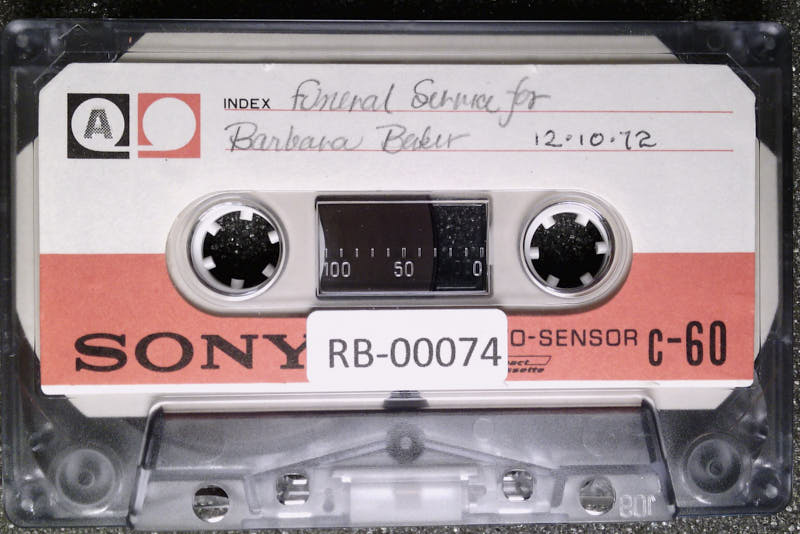 A
INDEX Funeral Service for
Barbara Baker 12·10·72
100 50 0
SONY
O-SENSOR C-60
RB-00074